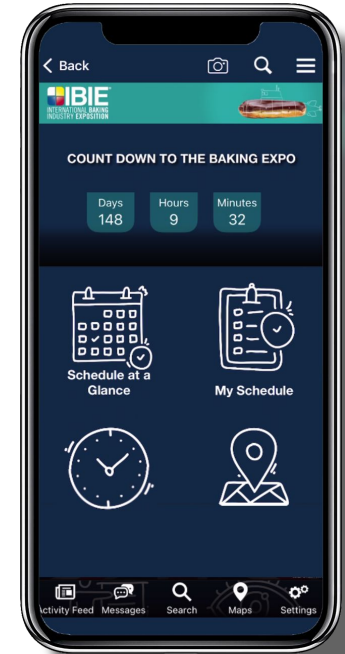 Back
IBIE
INTERNATIONAL BAKING
INDUSTRY EXPOSITION
COUNT DOWN TO THE BAKING EXPO
Days Hours Minutes
148 9 32
Schedule at a
Glance
My Schedule
ctivity Feed Messages Search Maps Settings